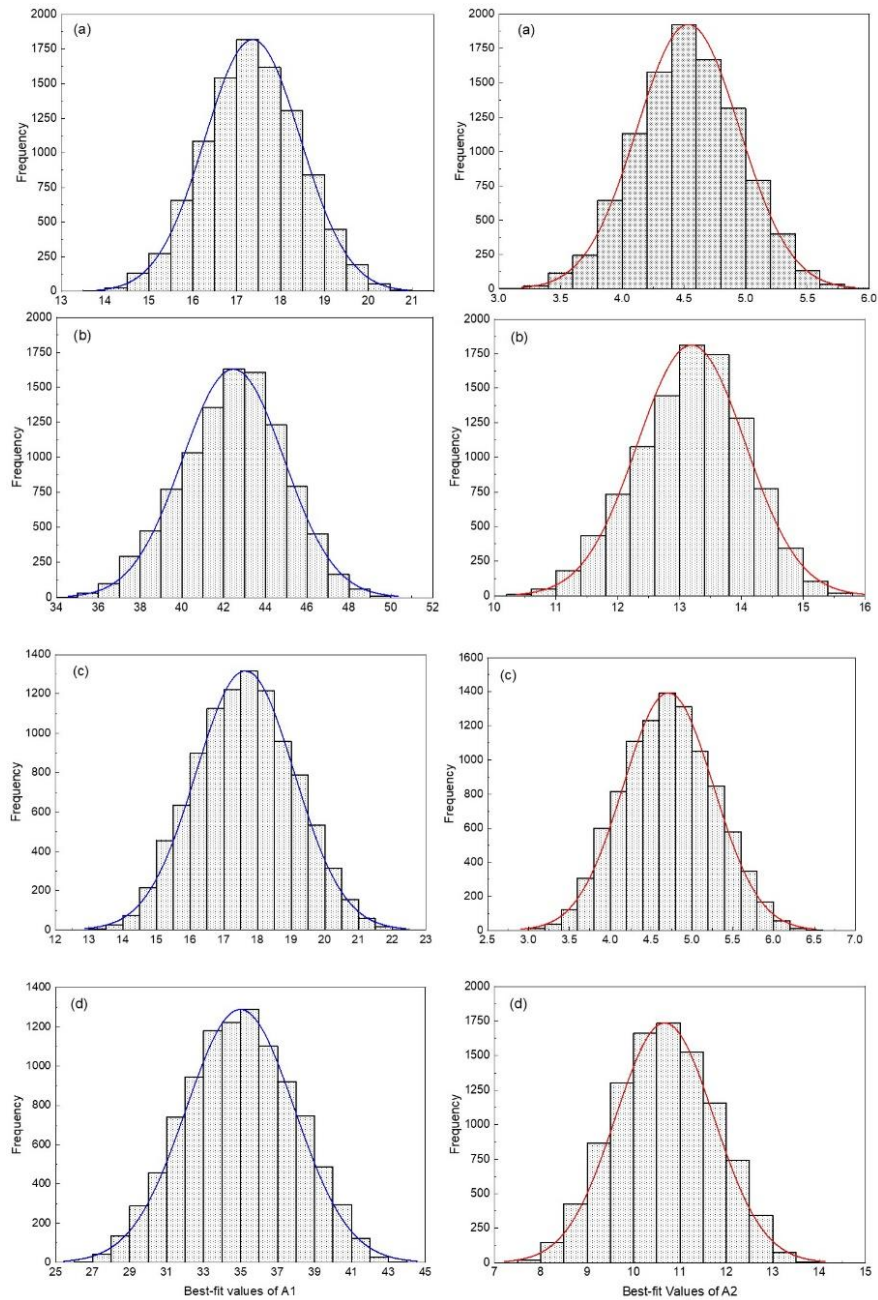 (a)
Frequency
2000
1750
1500
1250
1000
750
500
250
0
13 14 15 16 17 18 19 20 21
(a)
Frequency
2000
1750
1500
1250
1000
750
500
250
0
3.0 3.5 4.0 4.5 5.0 5.5 6.0
(b)
Frequency
2000
1750
1500
1250
1000
750
500
250
0
34 36 38 40 42 44 46 48 50 52
(b)
Frequency
2000
1750
1500
1250
1000
750
500
250
0
10 11 12 13 14 15 16
(c)
Frequency
1400
1200
1000
800
600
400
200
0
12 13 14 15 16 17 18 19 20 21 22 23
(c)
Frequency
1600
1400
1200
1000
800
600
400
200
0
2.5 3.0 3.5 4.0 4.5 5.0 5.5 6.0 6.5 7.0
(d)
Frequency
1400
1200
1000
800
600
400
200
0
25 27 29 31 33 35 37 39 41 43 45
Best-fit values of A1
(d)
Frequency
2000
1750
1500
1250
1000
750
500
250
0
7 8 9 10 11 12 13 14 15
Best-fit Values of A2